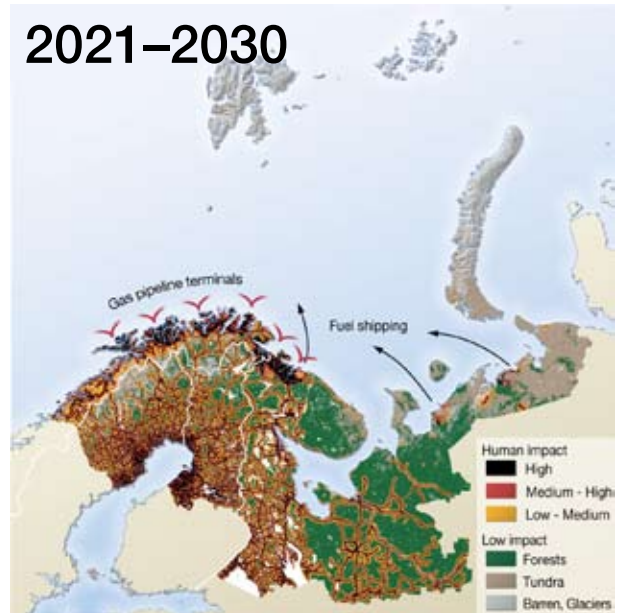 2021–2030
Gas pipeline terminals
Fuel shipping
Human impact
High
Medium - High
Low - Medium
Low impact
Forests
Tundra
Barren, Glaciers